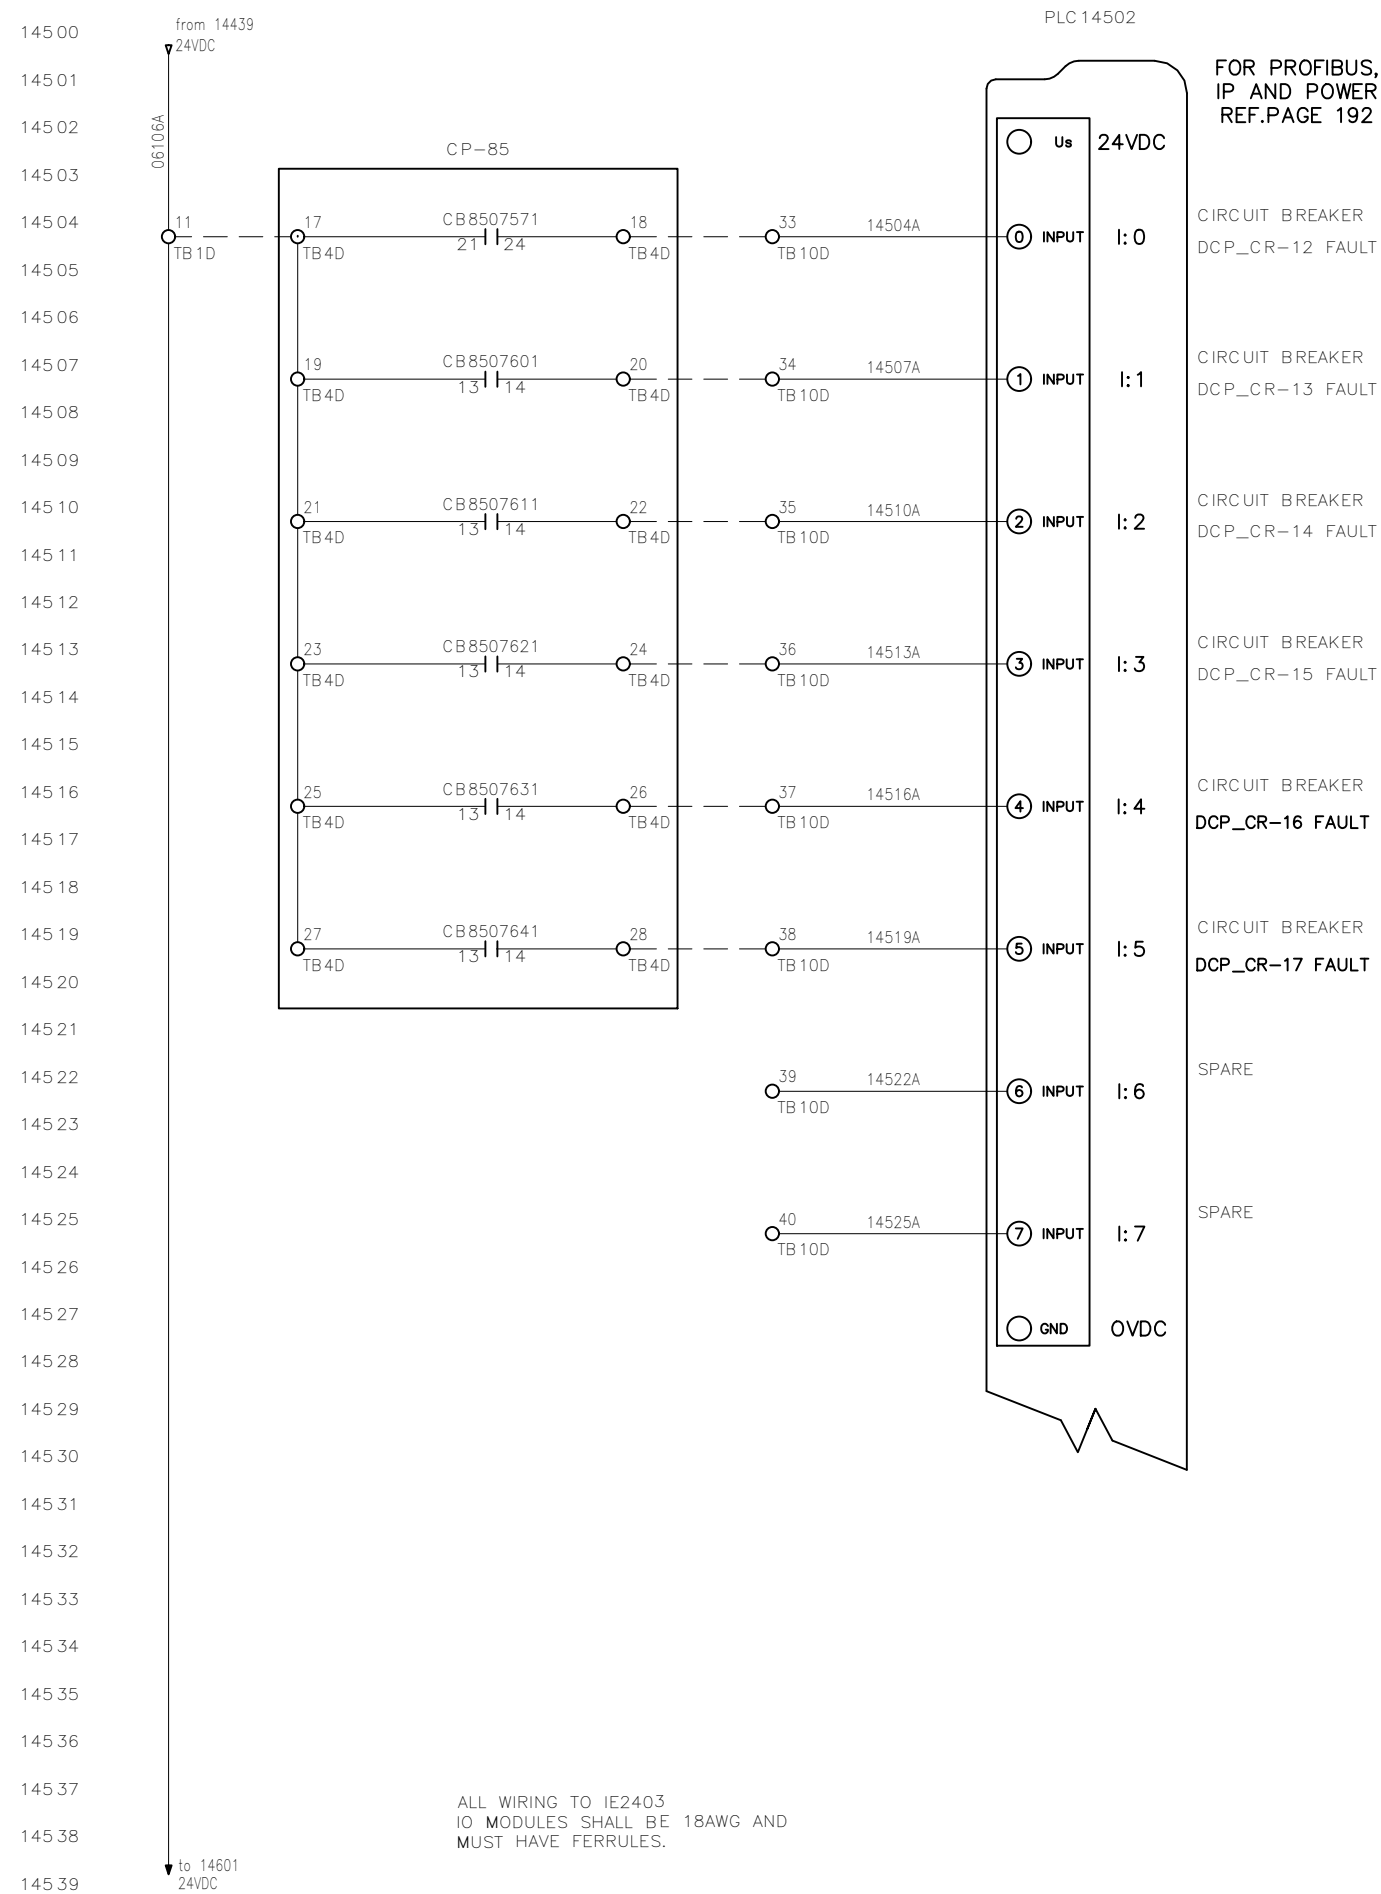 PLC 14502
14500
from 14439
24VDC
14501
FOR PROFIBUS,
IP AND POWER
REF.PAGE 192
14502
06106A
CP-85
Us 24VDC
14503
14504
11
TB1D
17
TB4D
CB8507571
21 24
18
TB4D
33
TB10D
14504A
0 INPUT I:0
CIRCUIT BREAKER
DCP_CR-12 FAULT
14505
14506
14507
19
TB4D
CB8507601
13 14
20
TB4D
34
TB10D
14507A
1 INPUT I:1
CIRCUIT BREAKER
DCP_CR-13 FAULT
14508
14509
14510
21
TB4D
CB8507611
13 14
22
TB4D
35
TB10D
14510A
2 INPUT I:2
CIRCUIT BREAKER
DCP_CR-14 FAULT
14511
14512
14513
23
TB4D
CB8507621
13 14
24
TB4D
36
TB10D
14513A
3 INPUT I:3
CIRCUIT BREAKER
DCP_CR-15 FAULT
14514
14515
14516
25
TB4D
CB8507631
13 14
26
TB4D
37
TB10D
14516A
4 INPUT I:4
CIRCUIT BREAKER
DCP_CR-16 FAULT
14517
14518
14519
27
TB4D
CB8507641
13 14
28
TB4D
38
TB10D
14519A
5 INPUT I:5
CIRCUIT BREAKER
DCP_CR-17 FAULT
14520
14521
14522
39
TB10D
14522A
6 INPUT I:6
SPARE
14523
14524
14525
40
TB10D
14525A
7 INPUT I:7
SPARE
14526
14527
GND 0VDC
14528
14529
14530
14531
14532
14533
14534
14535
14536
14537
ALL WIRING TO IE2403
IO MODULES SHALL BE 18AWG AND
MUST HAVE FERRULES.
14538
to 14601
24VDC
14539